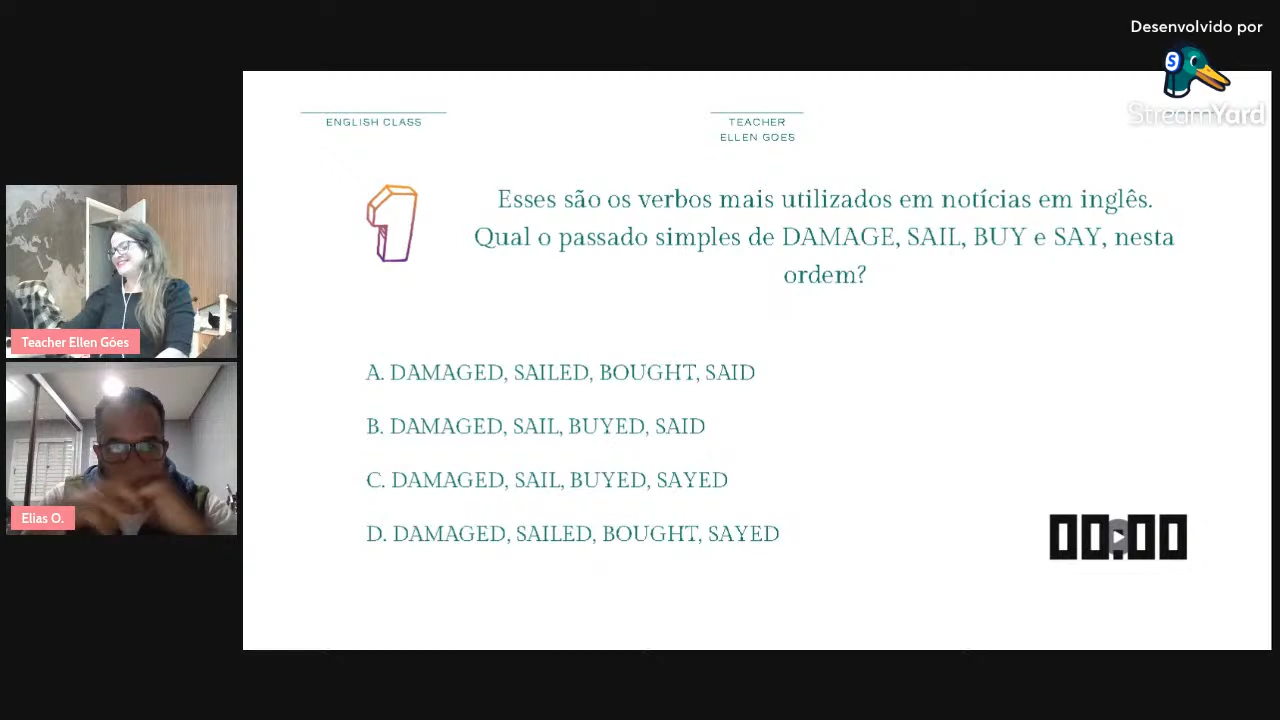 Desenvolvido por
StreamYard
ENGLISH CLASS
TEACHER
ELLEN GOES
1
Esses são os verbos mais utilizados em notícias em inglês.
Qual o passado simples de DAMAGE, SAIL, BUY e SAY, nesta
ordem?
Teacher Ellen Góes
A. DAMAGED, SAILED, BOUGHT, SAID
B. DAMAGED, SAIL, BUYED, SAID
C. DAMAGED, SAIL, BUYED, SAYED
Elias O.
D. DAMAGED, SAILED, BOUGHT, SAYED
00:00